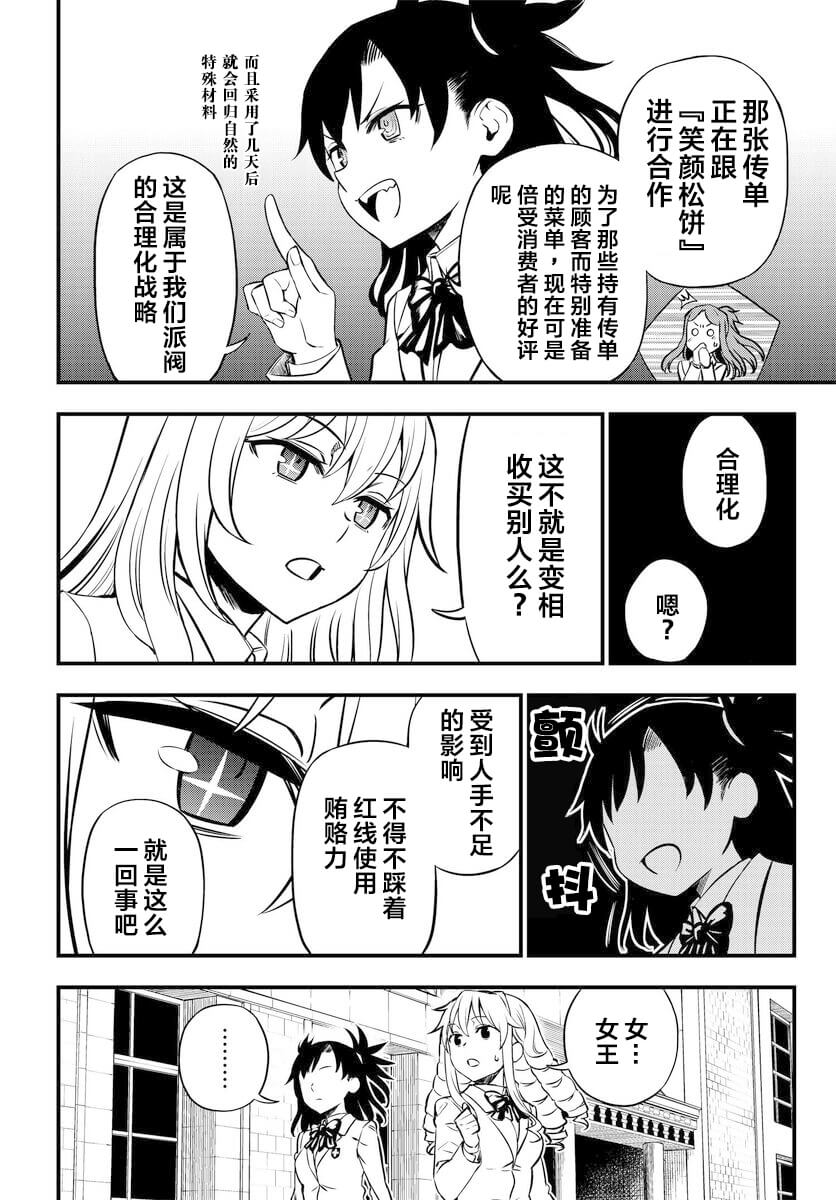 那张传单
正在跟
『笑颜松饼』
进行合作
为了那些持有传单
的顾客而特别准备
的菜单，现在可是
倍受消费者的好评
呢
而且采用了几天后
就会回归自然的
特殊材料
这是属于我们派阀
的合理化战略
合理化
嗯？
这不就是变相
收买别人么？
颤
抖
受到人手不足
的影响
不得不踩着
红线使用
贿赂力
就是这么
一回事吧
女…
女王
………